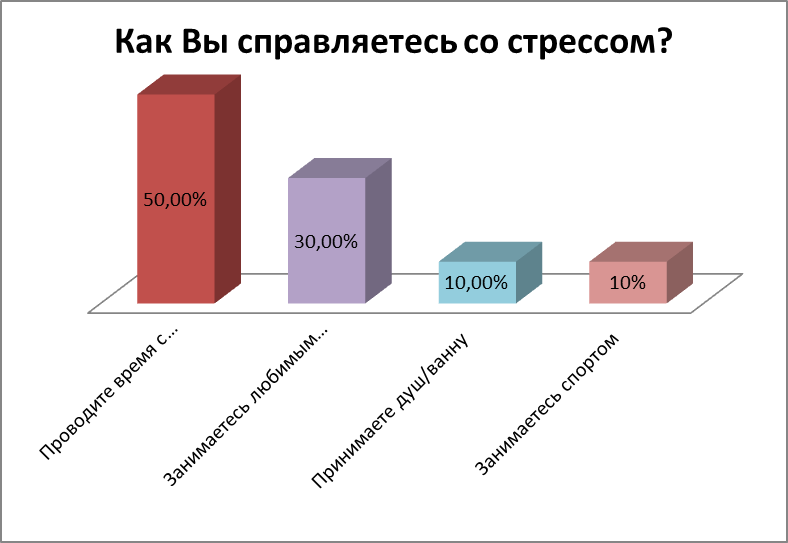 Как Вы справляетесь со стрессом?
50,00%
30,00%
10,00%
10%
Проводите время с...
Занимаетесь любимым...
Принимаете душ/ванну
Занимаетесь спортом